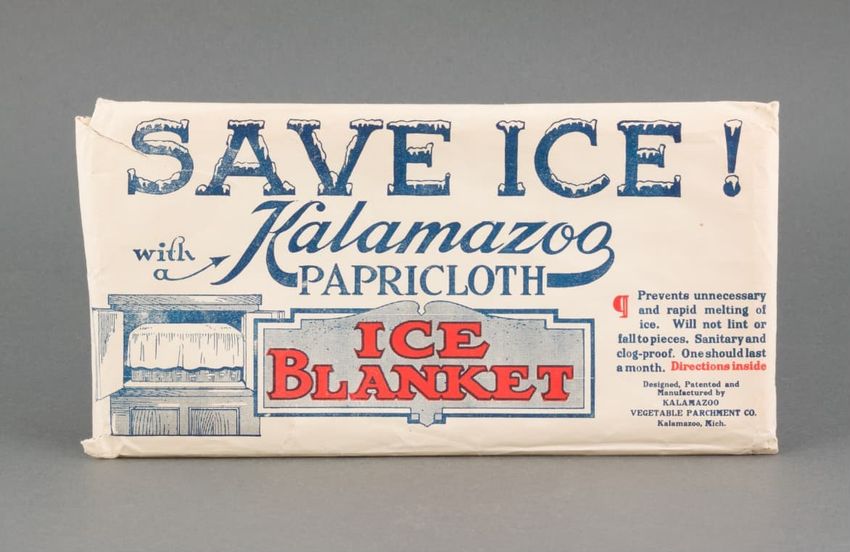 SAVE ICE!
with a Kalamazoo
PAPRICLOTH
ICE
BLANKET
¶ Prevents unnecessary
and rapid melting of
ice. Will not lint or
fall to pieces. Sanitary and
clog-proof. One should last
a month. Directions inside
Designed, Patented and
Manufactured by
KALAMAZOO
VEGETABLE PARCHMENT CO.
Kalamazoo, Mich.